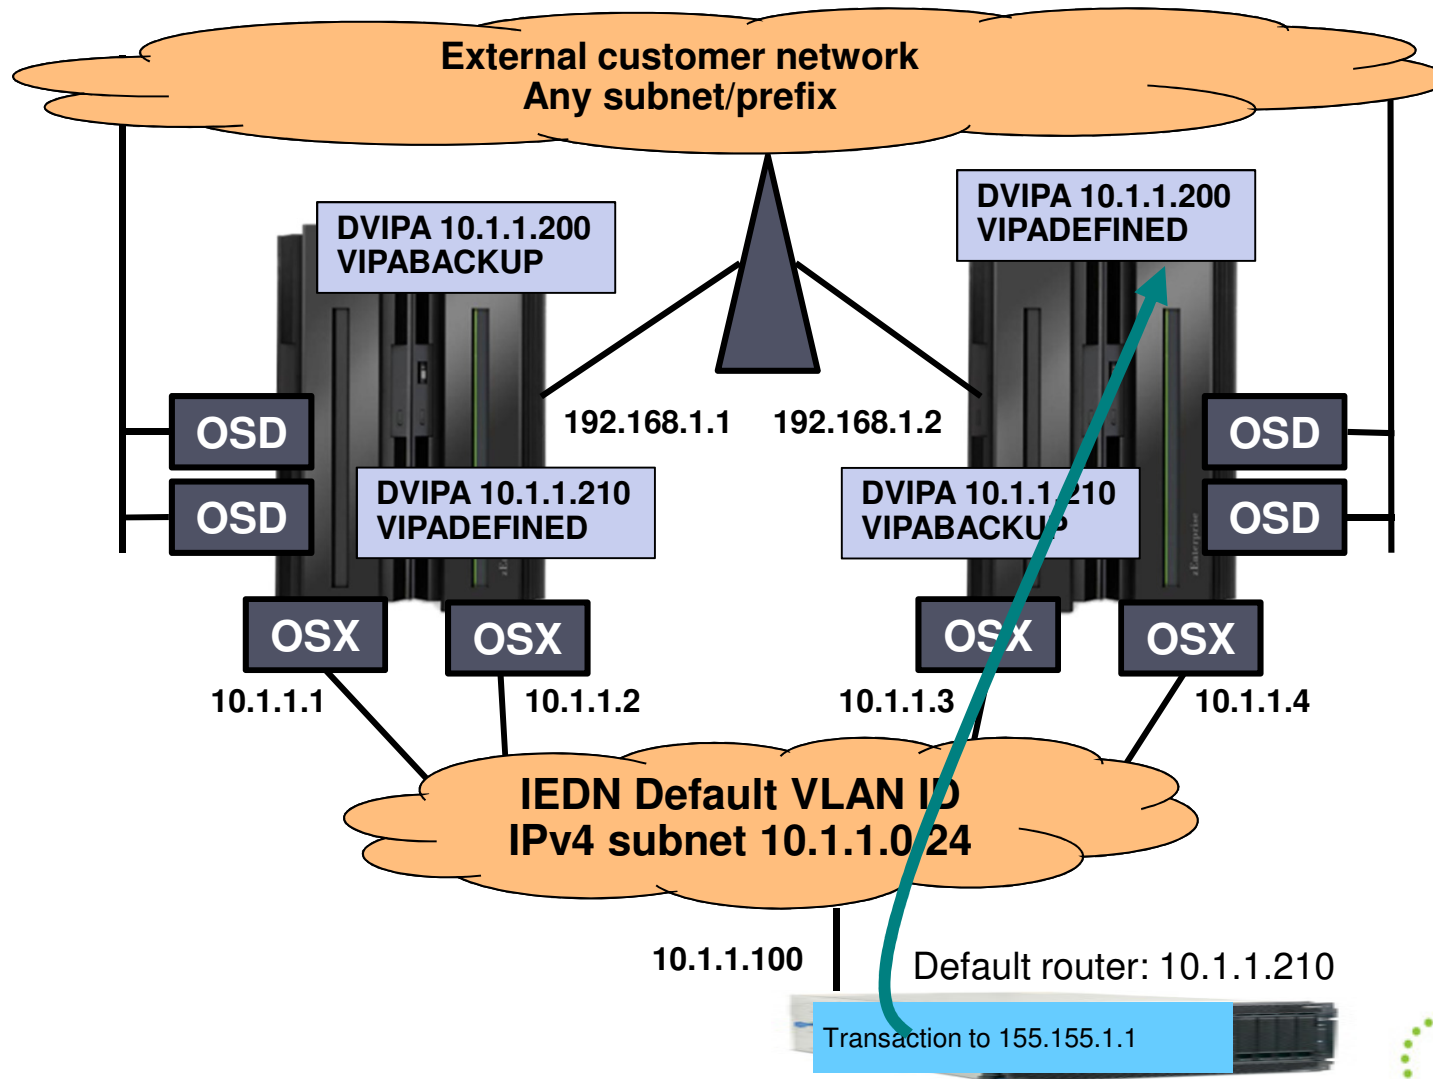 External customer network
Any subnet/prefix
DVIPA 10.1.1.200
VIPABACKUP
DVIPA 10.1.1.200
VIPADEFINED
192.168.1.1
192.168.1.2
OSD
OSD
OSD
OSD
DVIPA 10.1.1.210
VIPADEFINED
DVIPA 10.1.1.210
VIPABACKUP
zEnterprise
zEnterprise
OSX
OSX
OSX
OSX
10.1.1.1
10.1.1.2
10.1.1.3
10.1.1.4
IEDN Default VLAN ID
IPv4 subnet 10.1.1.0/24
10.1.1.100
Default router: 10.1.1.210
Transaction to 155.155.1.1